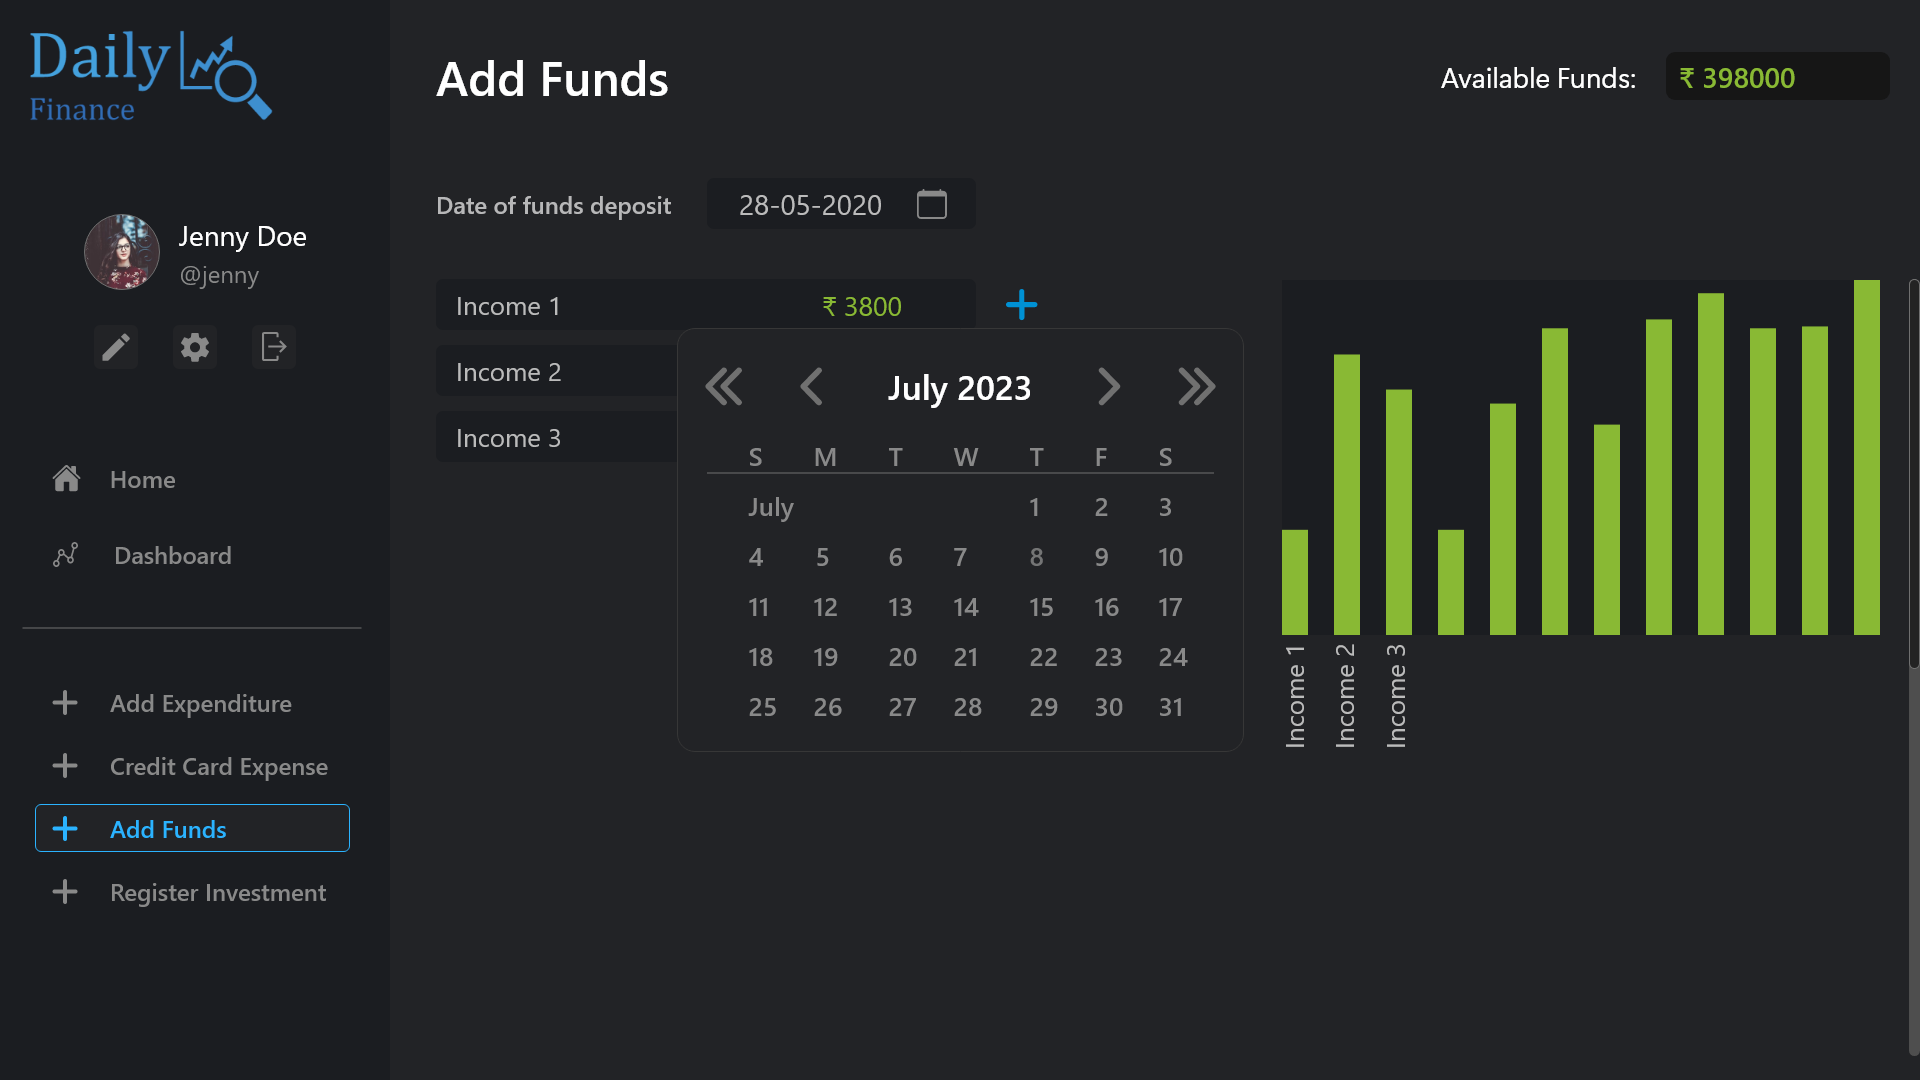 Daily
Finance
Jenny Doe
@jenny
Home
Dashboard
Add Expenditure
Credit Card Expense
Add Funds
Register Investment
Add Funds
Available Funds: ₹ 398000
Date of funds deposit 28-05-2020
Income 1 ₹ 3800
Income 2
Income 3
July 2023
S M T W T F S
July 1 2 3
4 5 6 7 8 9 10
11 12 13 14 15 16 17
18 19 20 21 22 23 24
25 26 27 28 29 30 31
Income 1
Income 2
Income 3